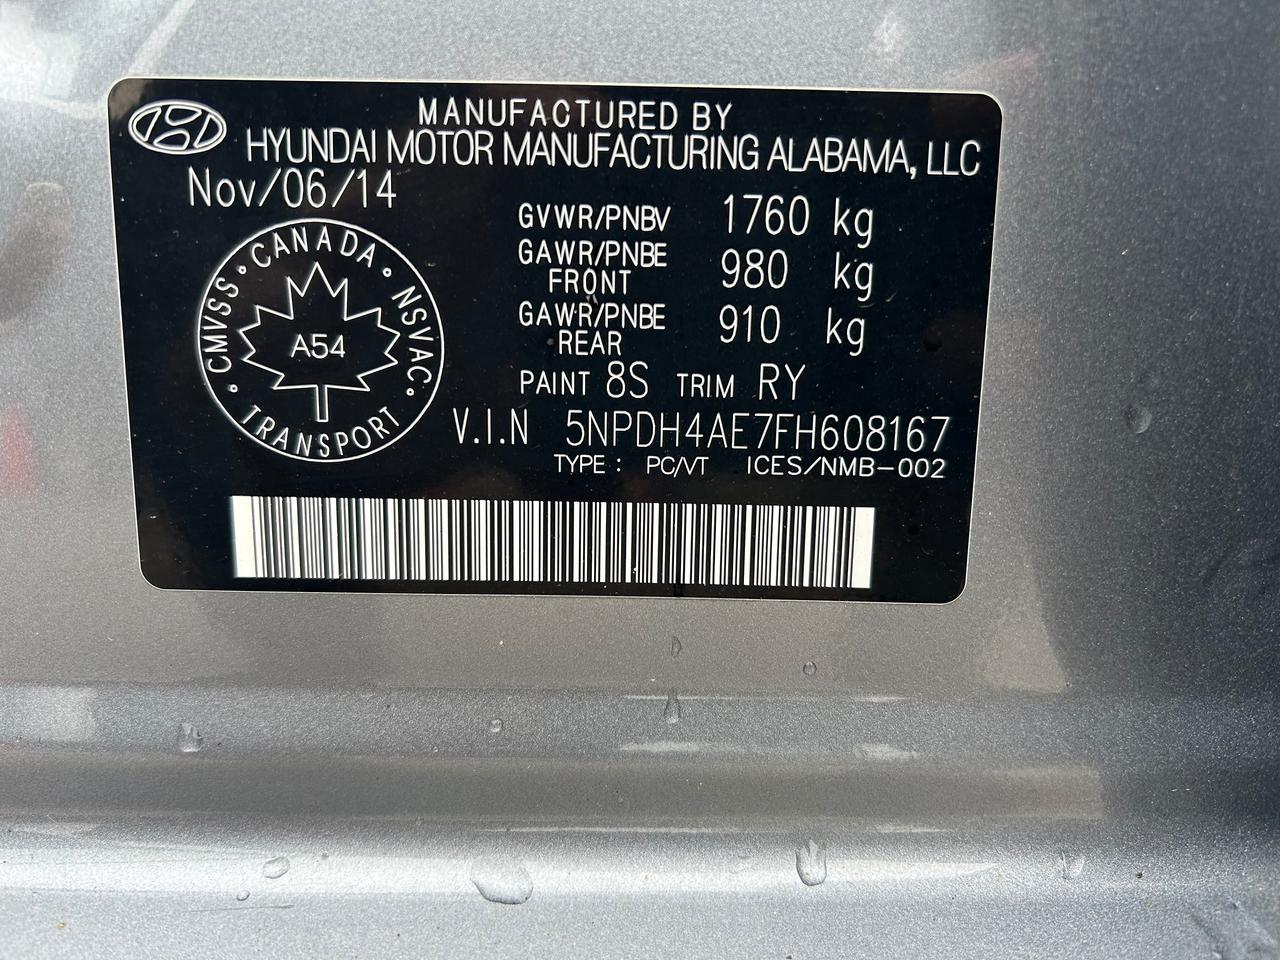 MANUFACTURED BY
HYUNDAI MOTOR MANUFACTURING ALABAMA, LLC
Nov/06/14
GVWR/PNBV 1760 kg
GAWR/PNBE FRONT 980 kg
GAWR/PNBE REAR 910 kg
CANADA · NSVAC · TRANSPORT · CMVSS ·
A54
PAINT 8S TRIM RY
V.I.N 5NPDH4AE7FH608167
TYPE : PC/VT ICES/NMB-002